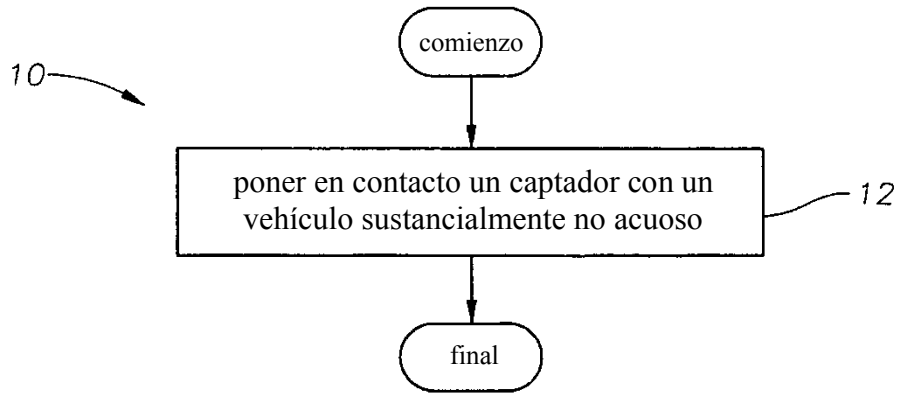 comienzo
10
poner en contacto un captador con un
vehículo sustancialmente no acuoso
12
final